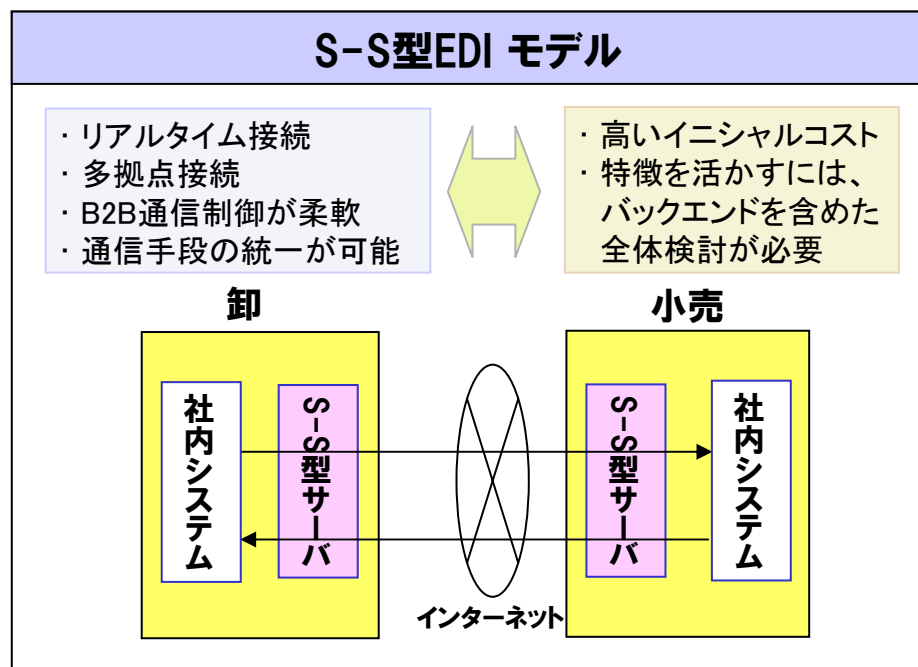 S-S型EDI モデル
・リアルタイム接続
・多拠点接続
・B2B通信制御が柔軟
・通信手段の統一が可能
・高いイニシャルコスト
・特徴を活かすには、
バックエンドを含めた
全体検討が必要
卸
小売
社内システム
S-S型サーバ
S-S型サーバ
社内システム
インターネット